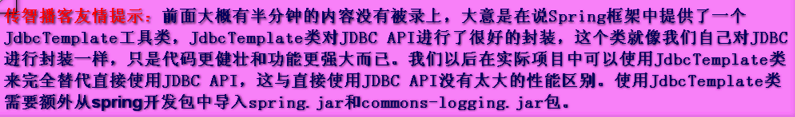 传智播客友情提示：前面大概有半分钟的内容没有被录上，大意是在说Spring框架中提供了一个
JdbcTemplate工具类，JdbcTemplate类对JDBC API进行了很好的封装，这个类就像我们自己对JDBC
进行封装一样，只是代码更健壮和功能更强大而已。我们以后在实际项目中可以使用JdbcTemplate类
来完全替代直接使用JDBC API，这与直接使用JDBC API没有太大的性能区别。使用JdbcTemplate类
需要额外从spring开发包中导入spring.jar和commons-logging.jar包。